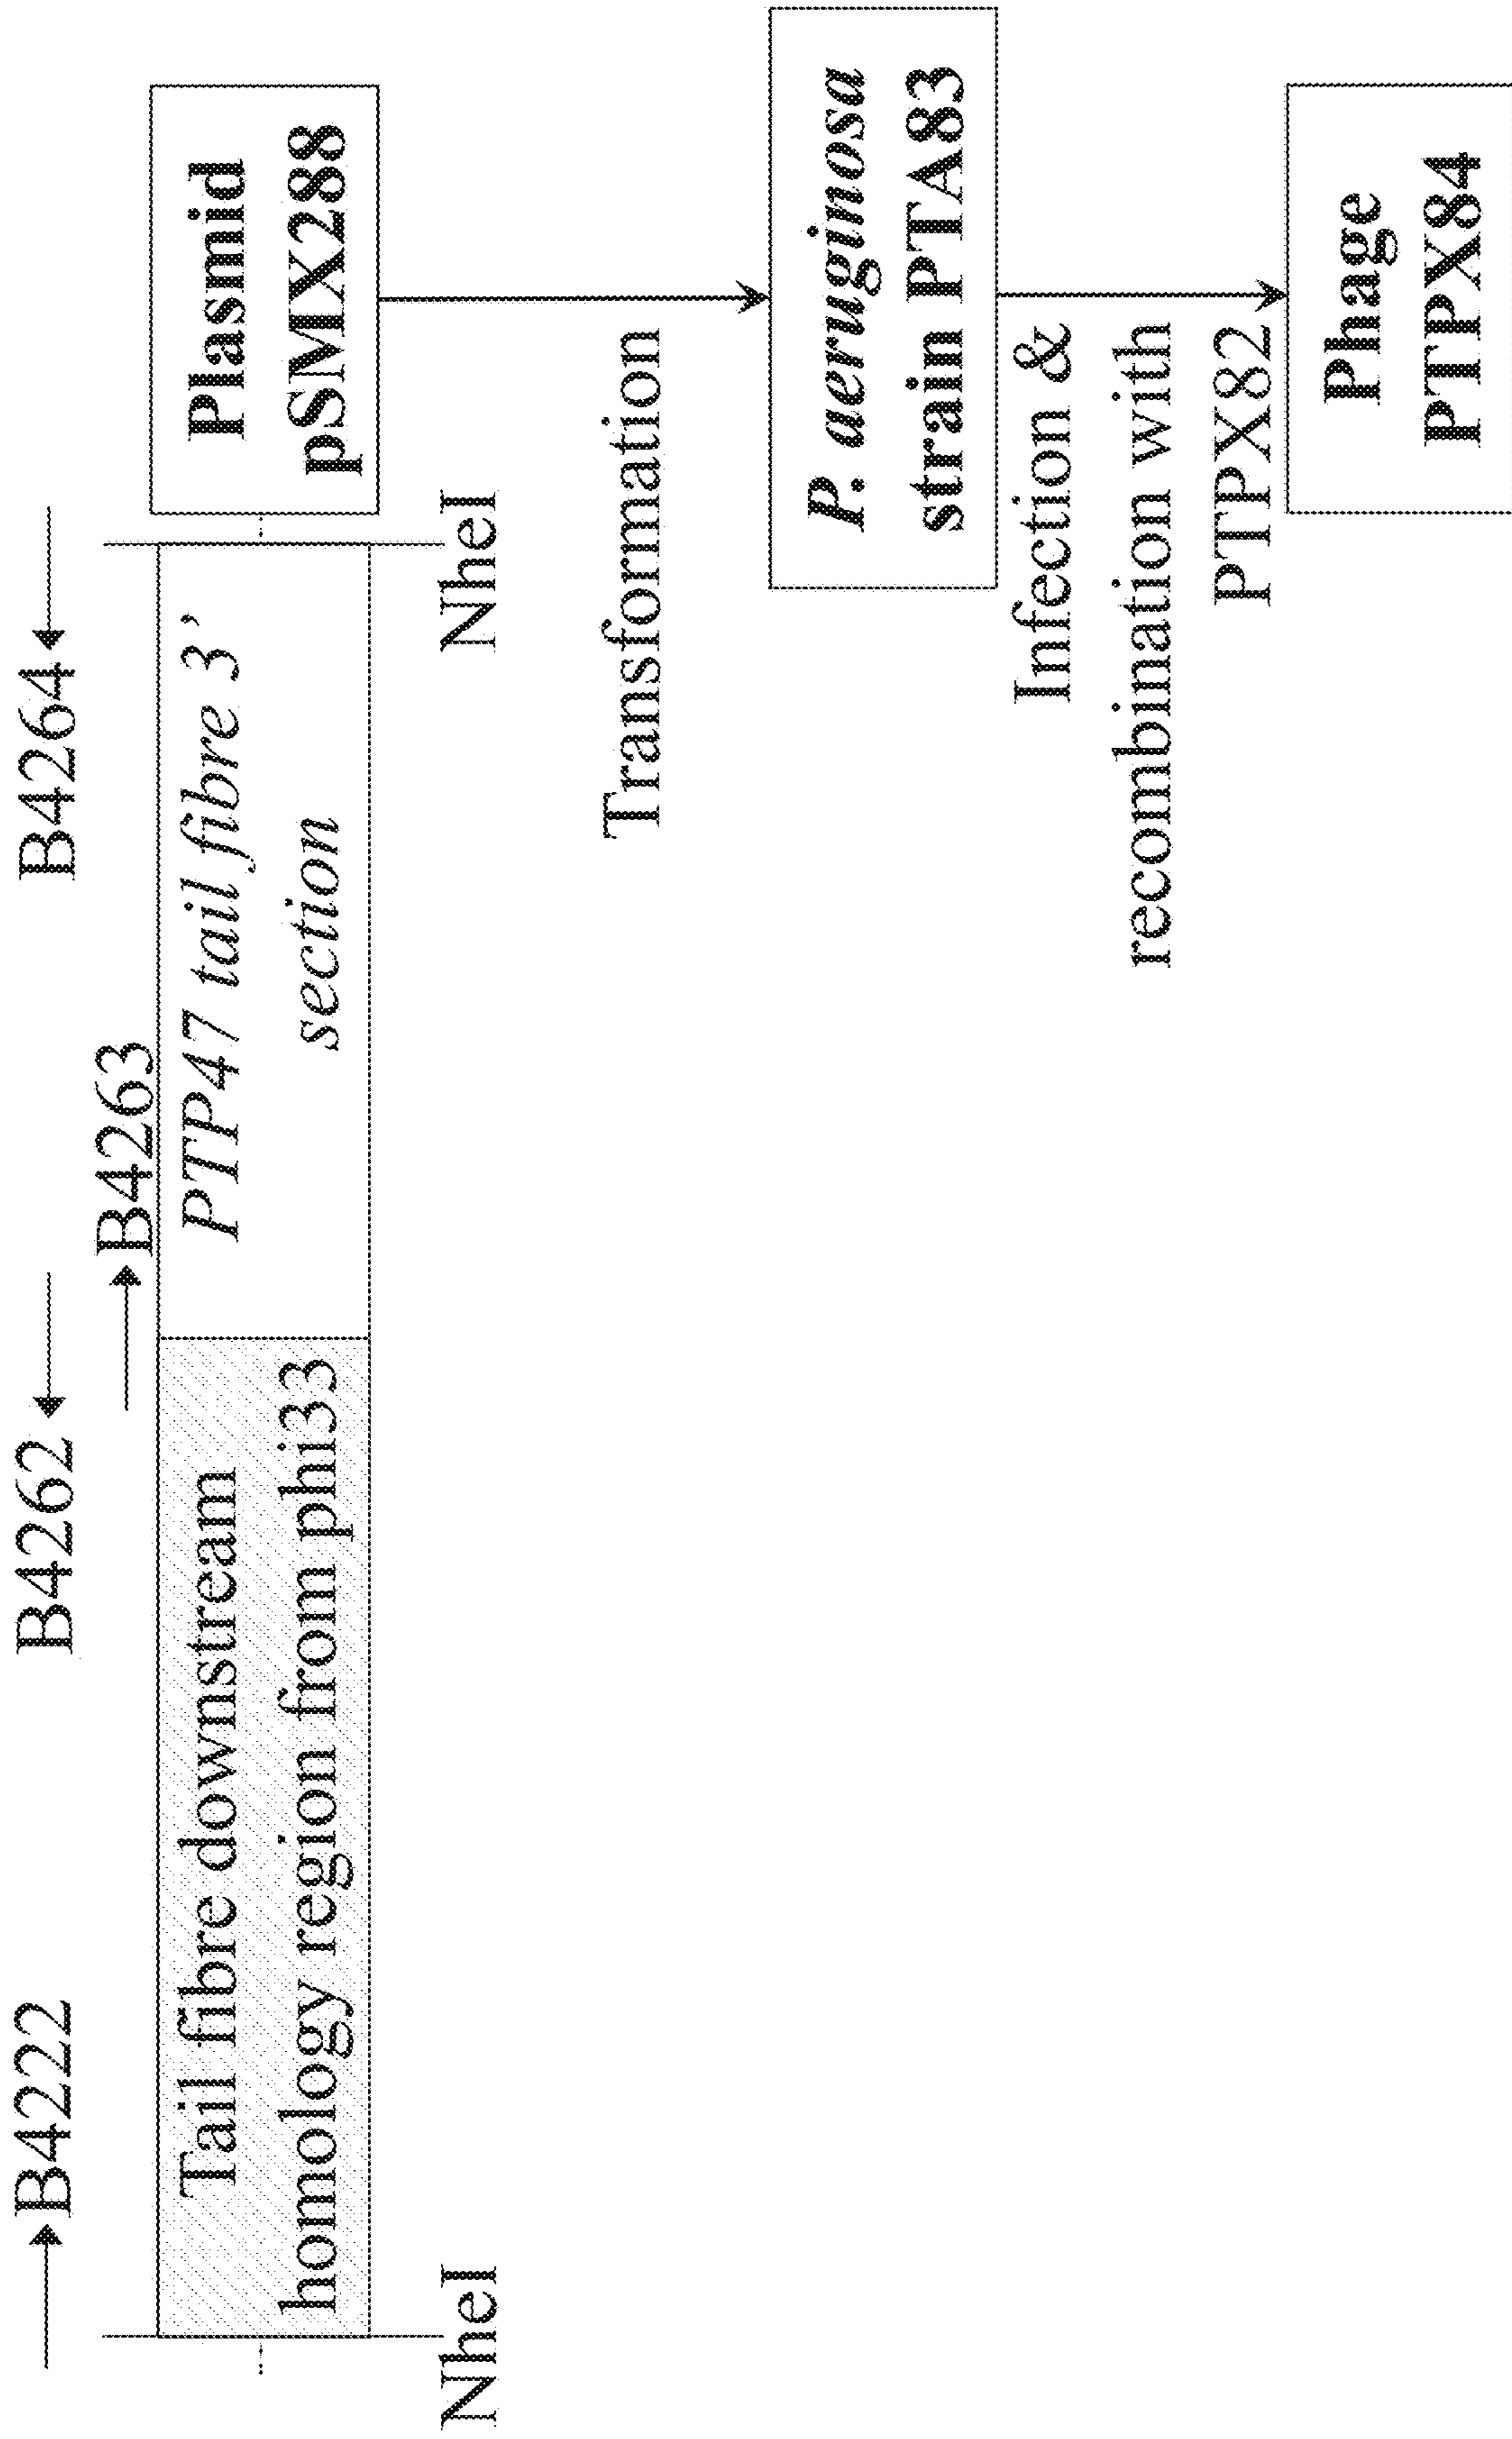 B4222
B4262
B4264
B4263
Tail fibre downstream
homology region from phi33
PTP47 tail fibre 3’
section
Plasmid
pSMX288
NheI
NheI
Transformation
P. aeruginosa
strain PTA83
Infection &
recombination with
PTPX82
Phage
PTPX84